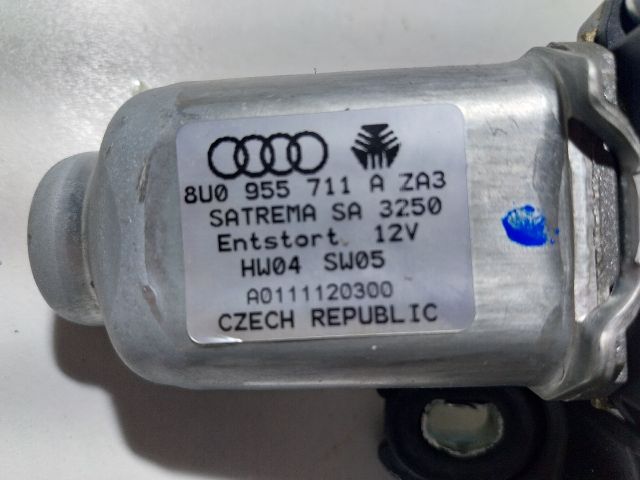 8U0 955 711 A ZA3
SATREMA SA 3250
Entstort 12V
HW04 SW05
A0111120300
CZECH REPUBLIC